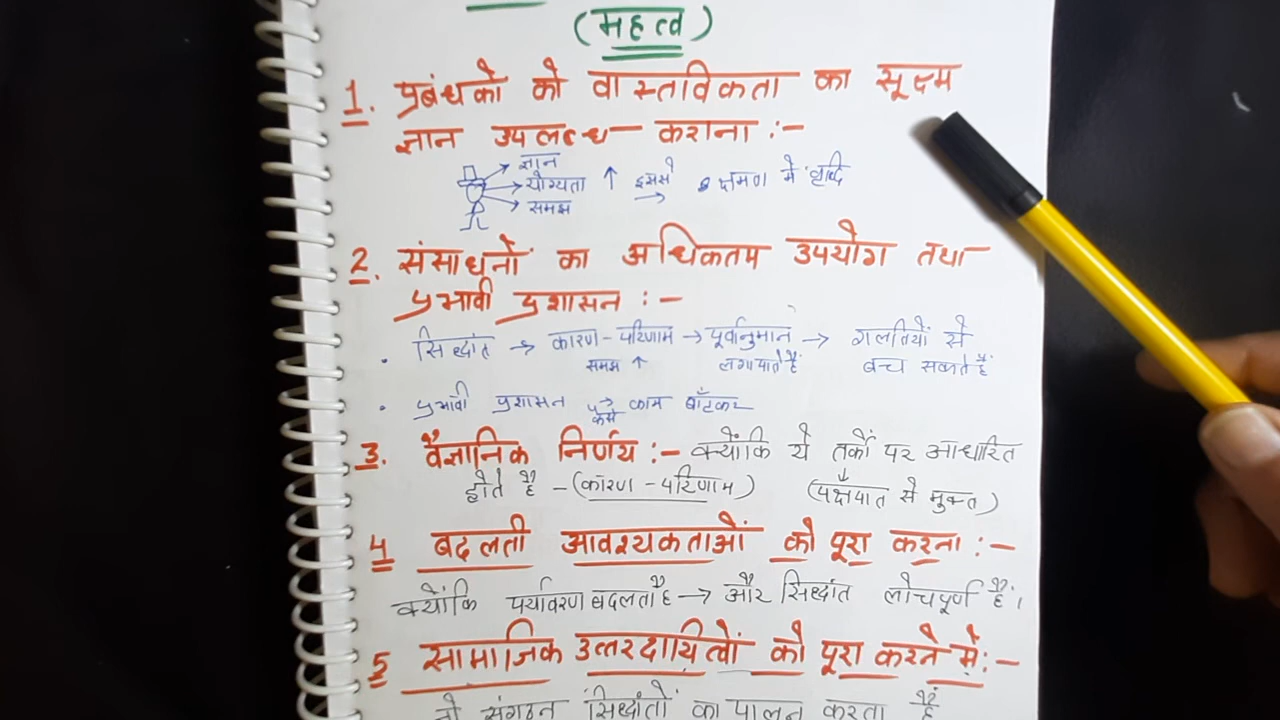 (महत्व)
1. प्रबंधको को वास्तविकता का सूक्ष्म
ज्ञान उपलब्ध कराना :-
ज्ञान
योग्यता ↑ इससे → क्षमता में वृद्धि
समझ
2. संसाधनों का अधिकतम उपयोग तथा
प्रभावी प्रशासन :-
• सिध्दांत → कारण - परिणाम → पूर्वानुमान → गलतियों से
समझ ↑ लगा पाते हैं बच सकते हैं
• प्रभावी प्रशासन → काम बाँटकर
कैसे
3. वैज्ञानिक निर्णय :- क्योंकि ये तर्कों पर आधारित
होते है - (कारण - परिणाम) (पक्षपात से मुक्त)
4 बदलती आवश्यकताओं को पूरा करना :-
क्योंकि पर्यावरण बदलता है → और सिध्दांत लोचपूर्ण हैं।
5 सामाजिक उत्तरदायित्वों को पूरा करने में :-
जो संगठन सिध्दांतों का पालन करता है